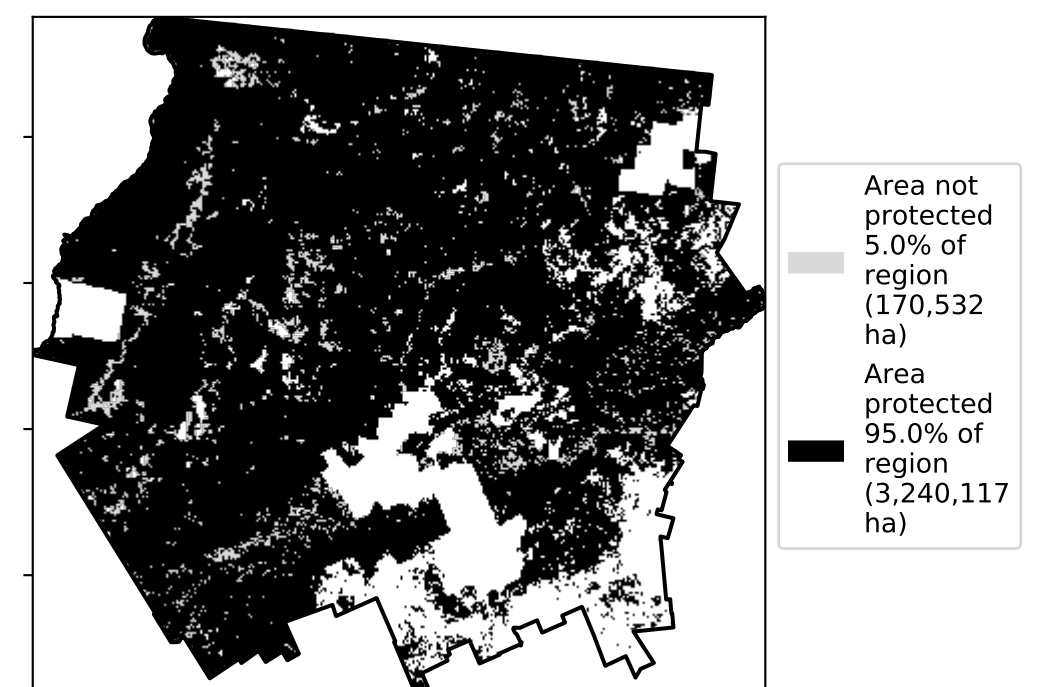 Area not
protected
5.0% of
region
(170,532
ha)
Area
protected
95.0% of
region
(3,240,117
ha)